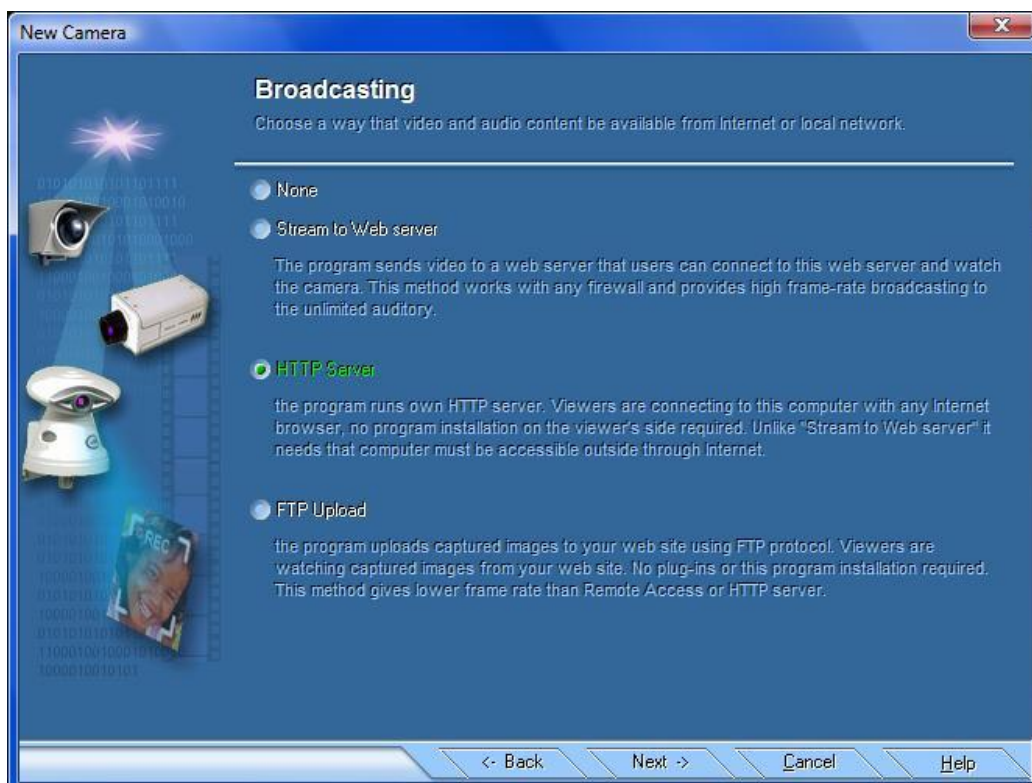 New Camera
Broadcasting
Choose a way that video and audio content be available from Internet or local network.
None
Stream to Web server
The program sends video to a web server that users can connect to this web server and watch
the camera. This method works with any firewall and provides high frame-rate broadcasting to
the unlimited auditory.
HTTP Server
the program runs own HTTP server. Viewers are connecting to this computer with any Internet
browser, no program installation on the viewer's side required. Unlike "Stream to Web server" it
needs that computer must be accessible outside through Internet.
FTP Upload
the program uploads captured images to your web site using FTP protocol. Viewers are
watching captured images from your web site. No plug-ins or this program installation required.
This method gives lower frame rate than Remote Access or HTTP server.
REC
<- Back
Next ->
Cancel
Help